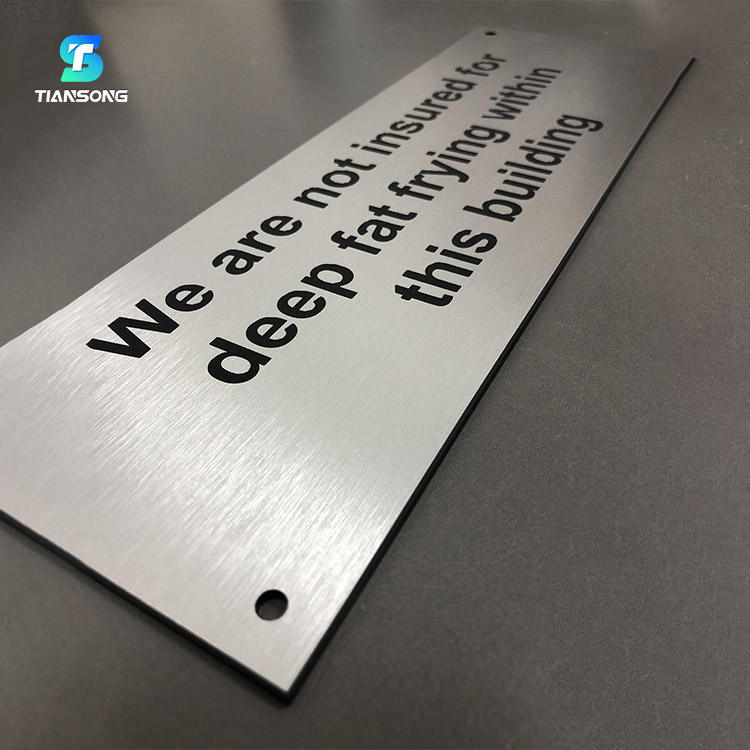 TIANSONG
We are not insured for
deep fat frying within
this building